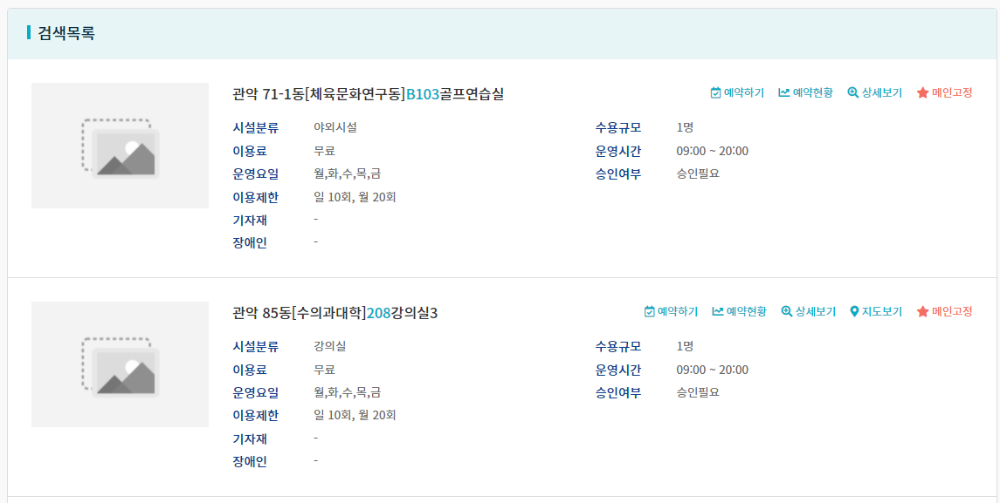 검색목록
관악 71-1동[체육문화연구동]B103골프연습실
예약하기 예약현황 상세보기 메인고정
시설분류 야외시설 수용규모 1명
이용료 무료 운영시간 09:00 ~ 20:00
운영요일 월,화,수,목,금 승인여부 승인필요
이용제한 일 10회, 월 20회
기자재 -
장애인 -
관악 85동[수의과대학]208강의실3
예약하기 예약현황 상세보기 지도보기 메인고정
시설분류 강의실 수용규모 1명
이용료 무료 운영시간 09:00 ~ 20:00
운영요일 월,화,수,목,금 승인여부 승인필요
이용제한 일 10회, 월 20회
기자재 -
장애인 -